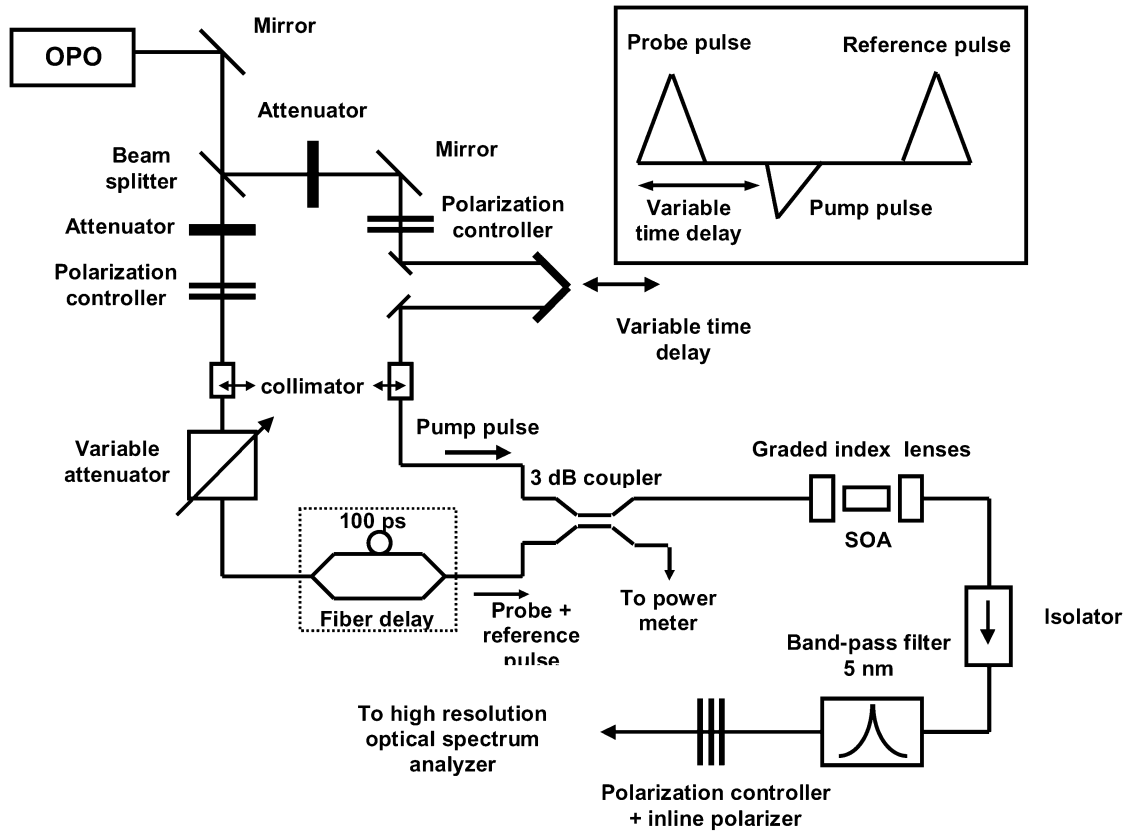 OPO
Mirror
Probe pulse
Reference pulse
Variable
time delay
Pump pulse
Attenuator
Beam
splitter
Mirror
Attenuator
Polarization
controller
Polarization
controller
Variable time
delay
collimator
Variable
attenuator
Pump pulse
3 dB coupler
Graded index lenses
SOA
100 ps
Fiber delay
Probe +
reference
pulse
To power
meter
Isolator
Band-pass filter
5 nm
To high resolution
optical spectrum
analyzer
Polarization controller
+ inline polarizer